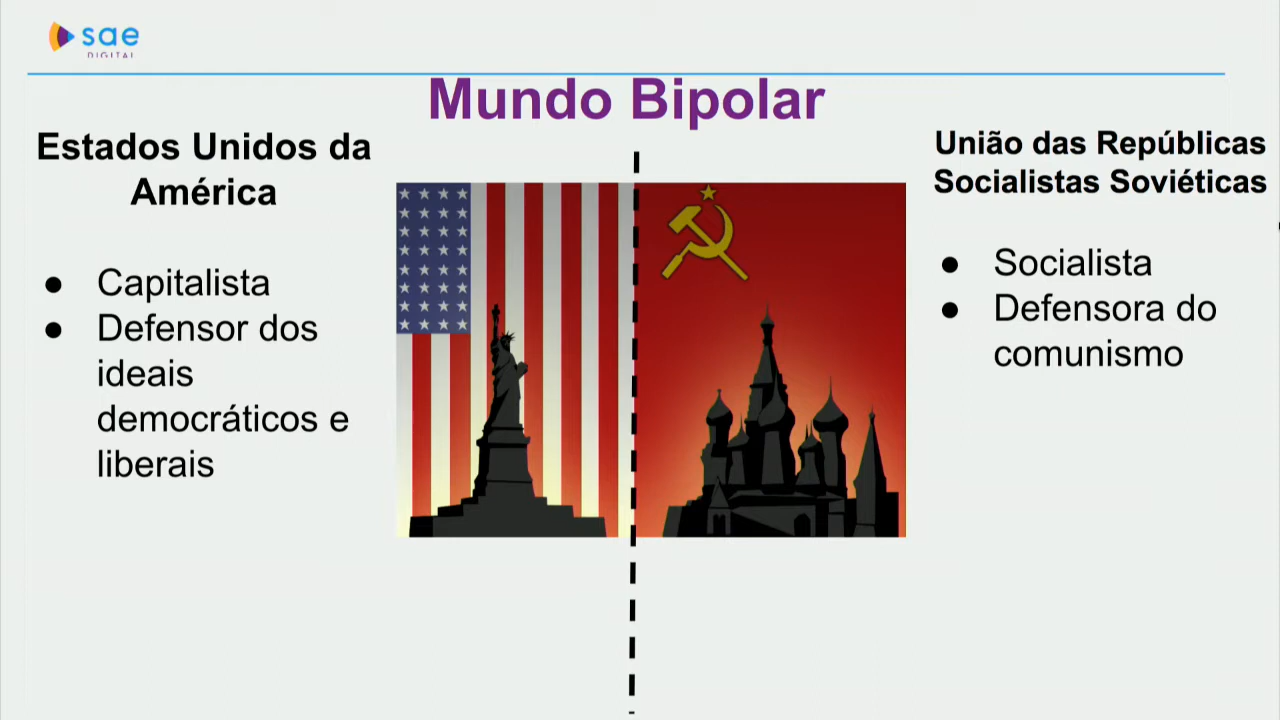 sae
DIGITAL
Mundo Bipolar
Estados Unidos da
América
● Capitalista
● Defensor dos
ideais
democráticos e
liberais
União das Repúblicas
Socialistas Soviéticas
● Socialista
● Defensora do
comunismo